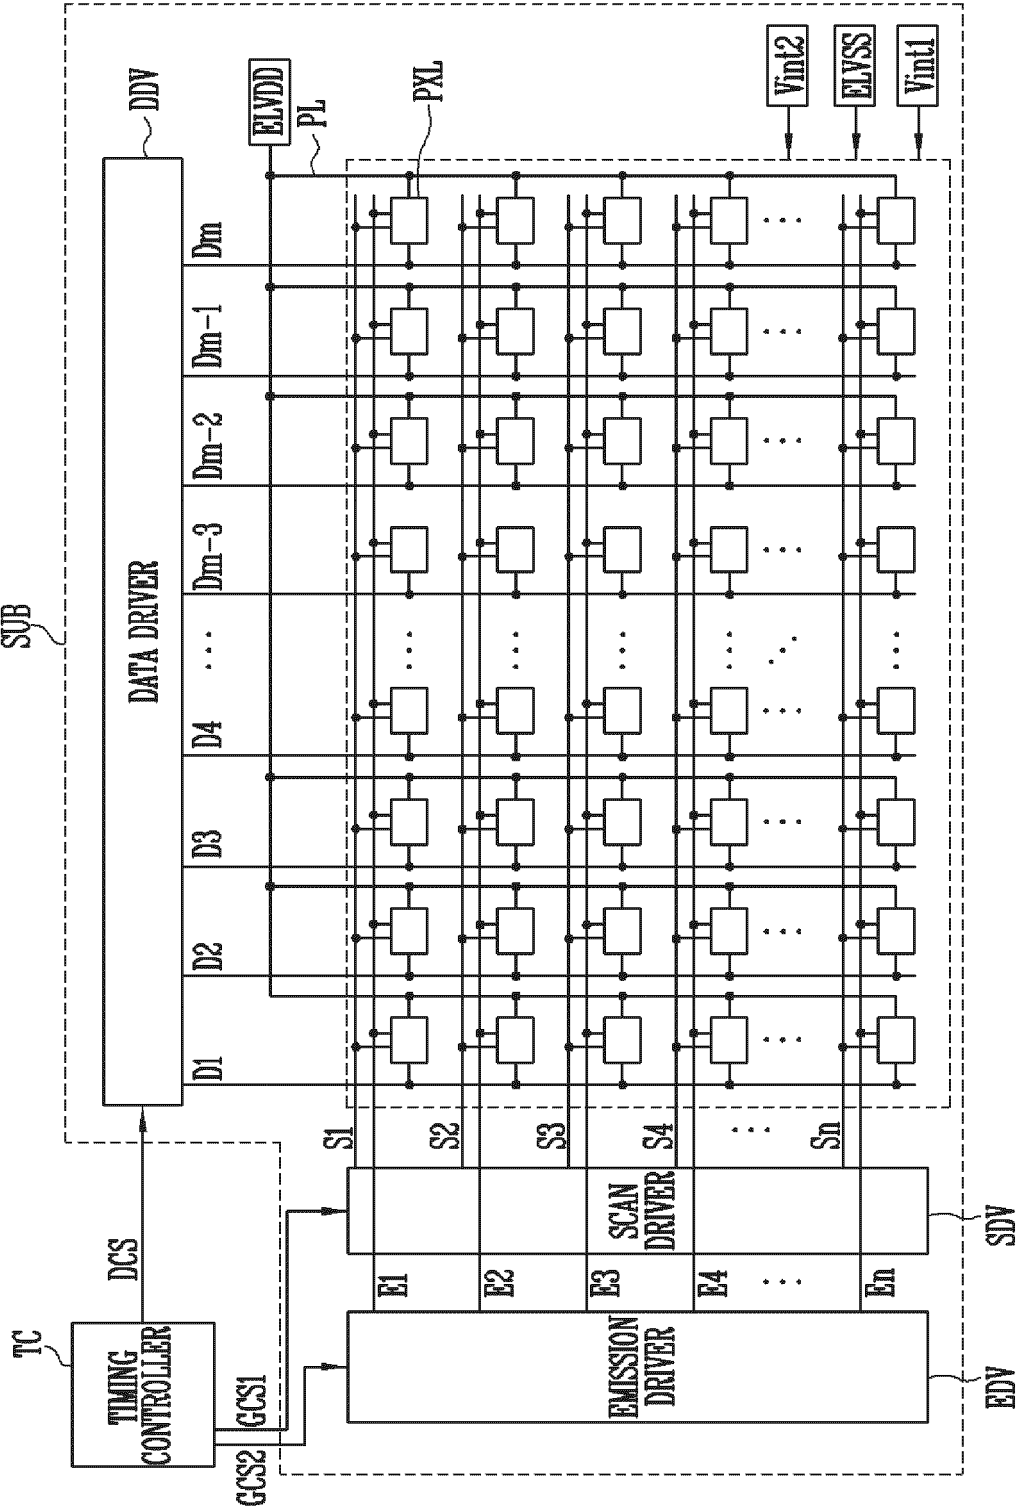 TC
TIMING
CONTROLLER
DCS
GCS1
GCS2
SUB
DATA DRIVER
DDV
D1
D2
D3
D4
...
Dm-3
Dm-2
Dm-1
Dm
ELVDD
PL
PXL
EMISSION
DRIVER
EDV
SCAN
DRIVER
SDV
E1
S1
E2
S2
E3
S3
E4
S4
...
...
En
Sn
Vint2
ELVSS
Vint1